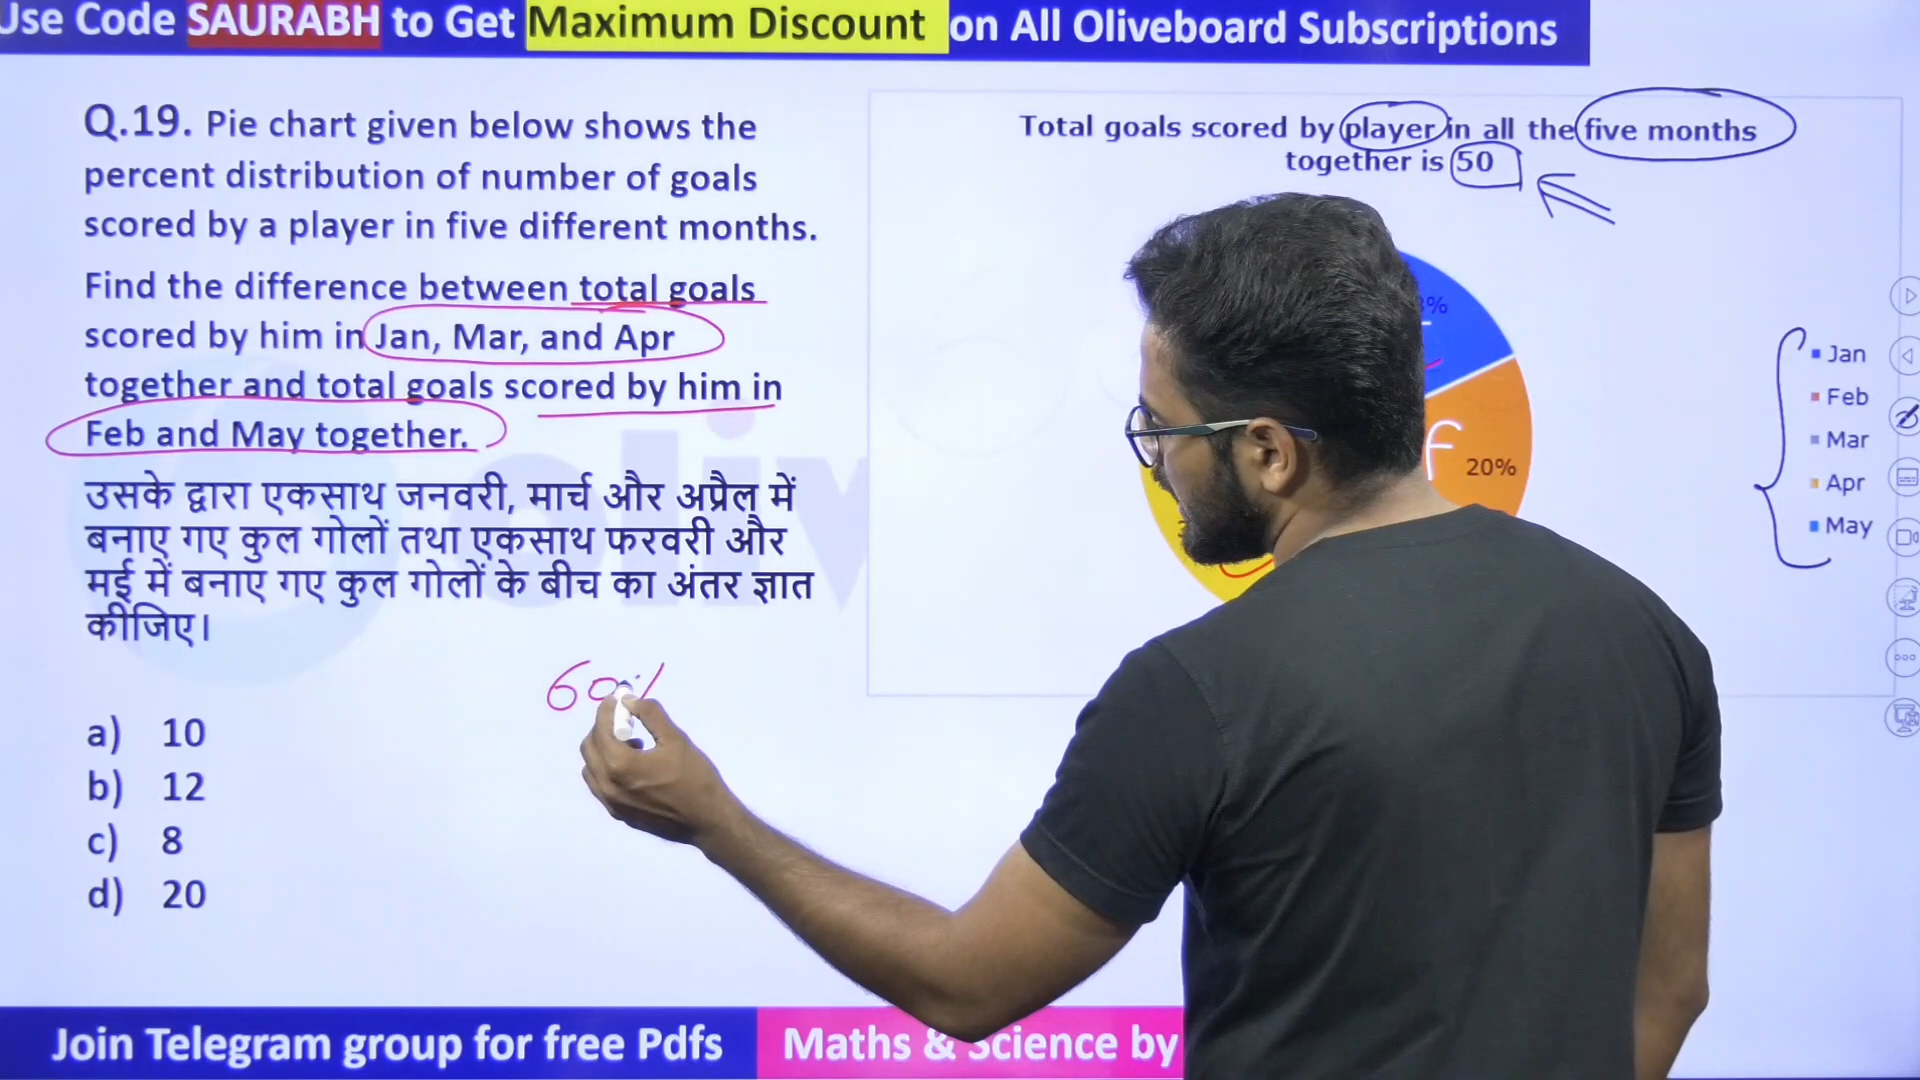 Use Code SAURABH to Get Maximum Discount on All Oliveboard Subscriptions
Q.19. Pie chart given below shows the
percent distribution of number of goals
scored by a player in five different months.
Find the difference between total goals
scored by him in Jan, Mar, and Apr
together and total goals scored by him in
Feb and May together.
उसके द्वारा एकसाथ जनवरी, मार्च और अप्रैल में
बनाए गए कुल गोलों तथा एकसाथ फरवरी और
मई में बनाए गए कुल गोलों के बीच का अंतर ज्ञात
कीजिए।
60%
a) 10
b) 12
c) 8
d) 20
Total goals scored by player in all the five months
together is 50
F 20%
Jan
Feb
Mar
Apr
May
Join Telegram group for free Pdfs
Maths & Science by